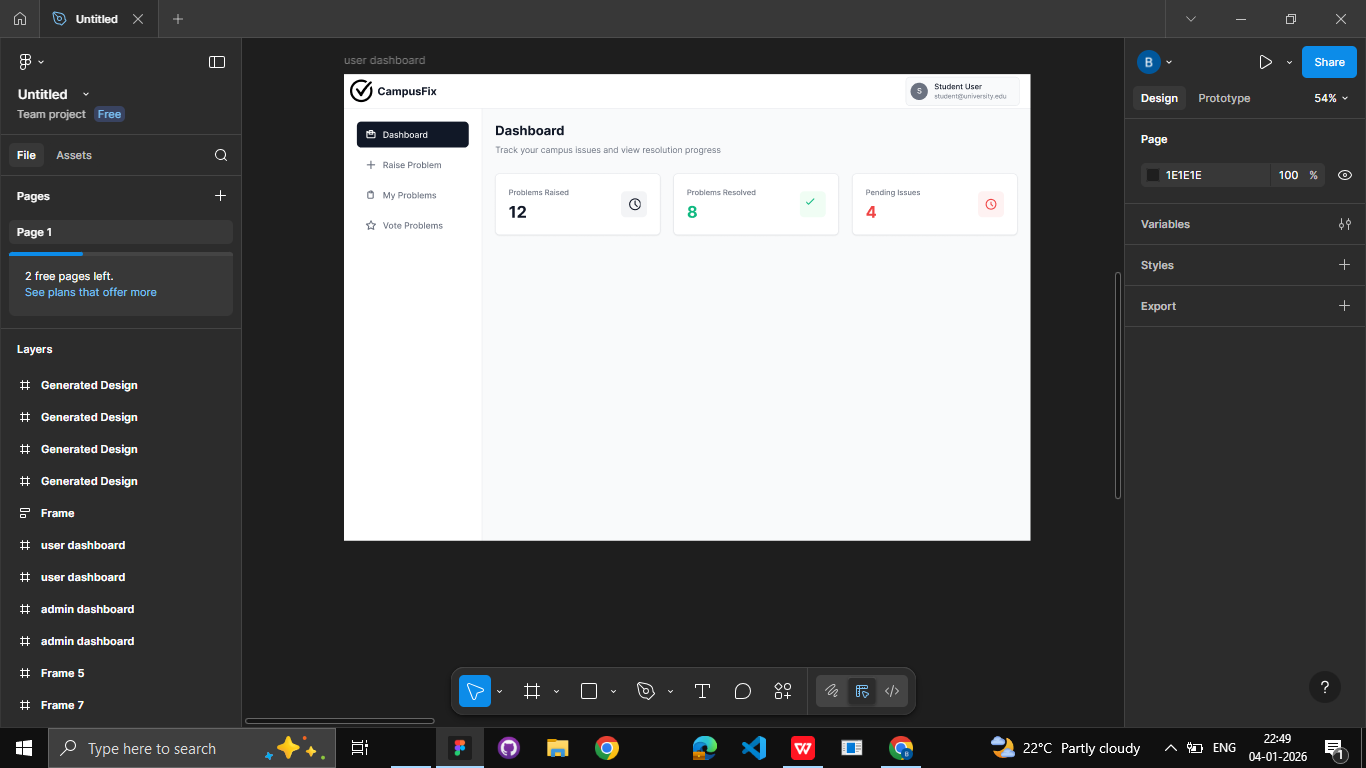 Untitled
Untitled
Team project Free
File Assets
Pages
Page 1
2 free pages left.
See plans that offer more
Layers
Generated Design
Generated Design
Generated Design
Generated Design
Frame
user dashboard
user dashboard
admin dashboard
admin dashboard
Frame 5
Frame 7
user dashboard
CampusFix
S
Student User
student@university.edu
Dashboard
Raise Problem
My Problems
Vote Problems
Dashboard
Track your campus issues and view resolution progress
Problems Raised
12
Problems Resolved
8
Pending Issues
4
B
Share
Design Prototype 54%
Page
1E1E1E 100 %
Variables
Styles
Export
?
Type here to search
22°C Partly cloudy
ENG
22:49
04-01-2026
1